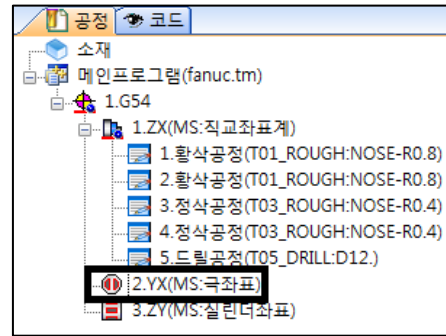 공정 코드
소재
메인프로그램(fanuc.tm)
1.G54
1.ZX(MS:직교좌표계)
1.황삭공정(T01_ROUGH:NOSE-R0.8)
2.황삭공정(T01_ROUGH:NOSE-R0.8)
3.정삭공정(T03_ROUGH:NOSE-R0.4)
4.정삭공정(T03_ROUGH:NOSE-R0.4)
5.드릴공정(T05_DRILL:D12.)
2.YX(MS:극좌표)
3.ZY(MS:실린더좌표)